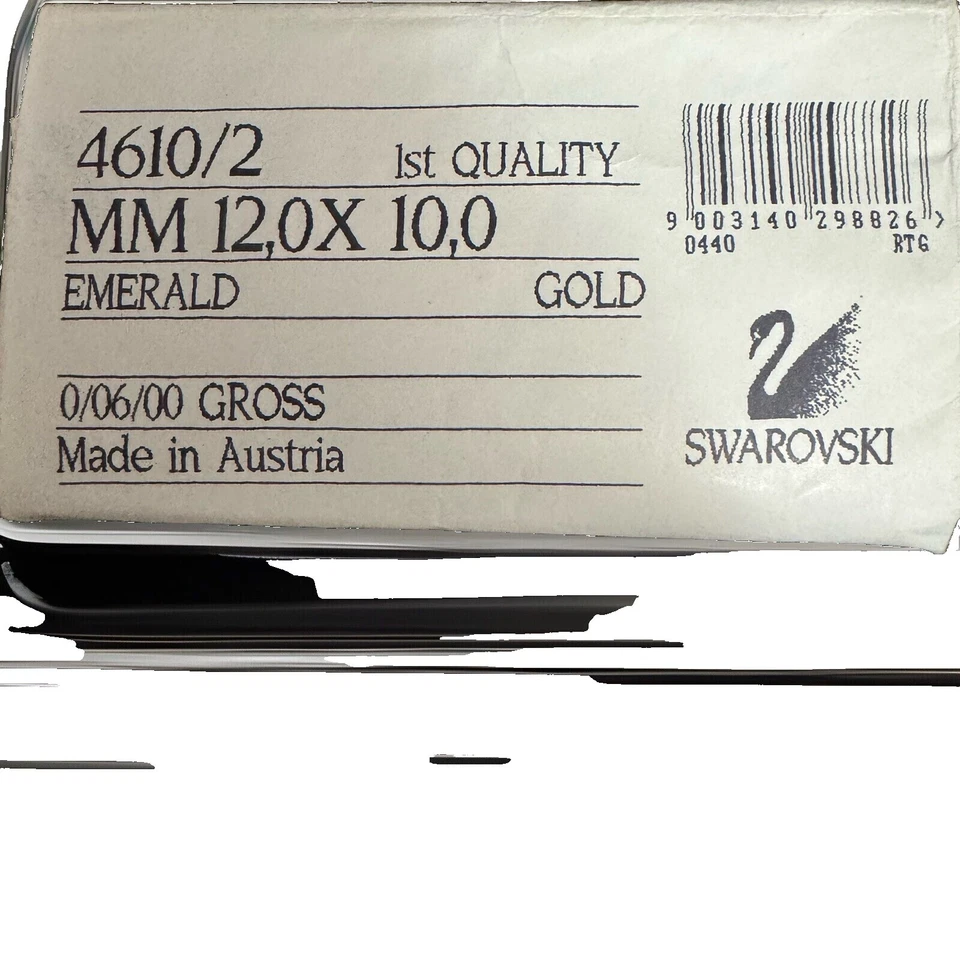 4610/2 1st QUALITY
MM 12,0X 10,0
EMERALD GOLD
0/06/00 GROSS
Made in Austria
9 003140 298826 >
0440 RTG
SWAROVSKI